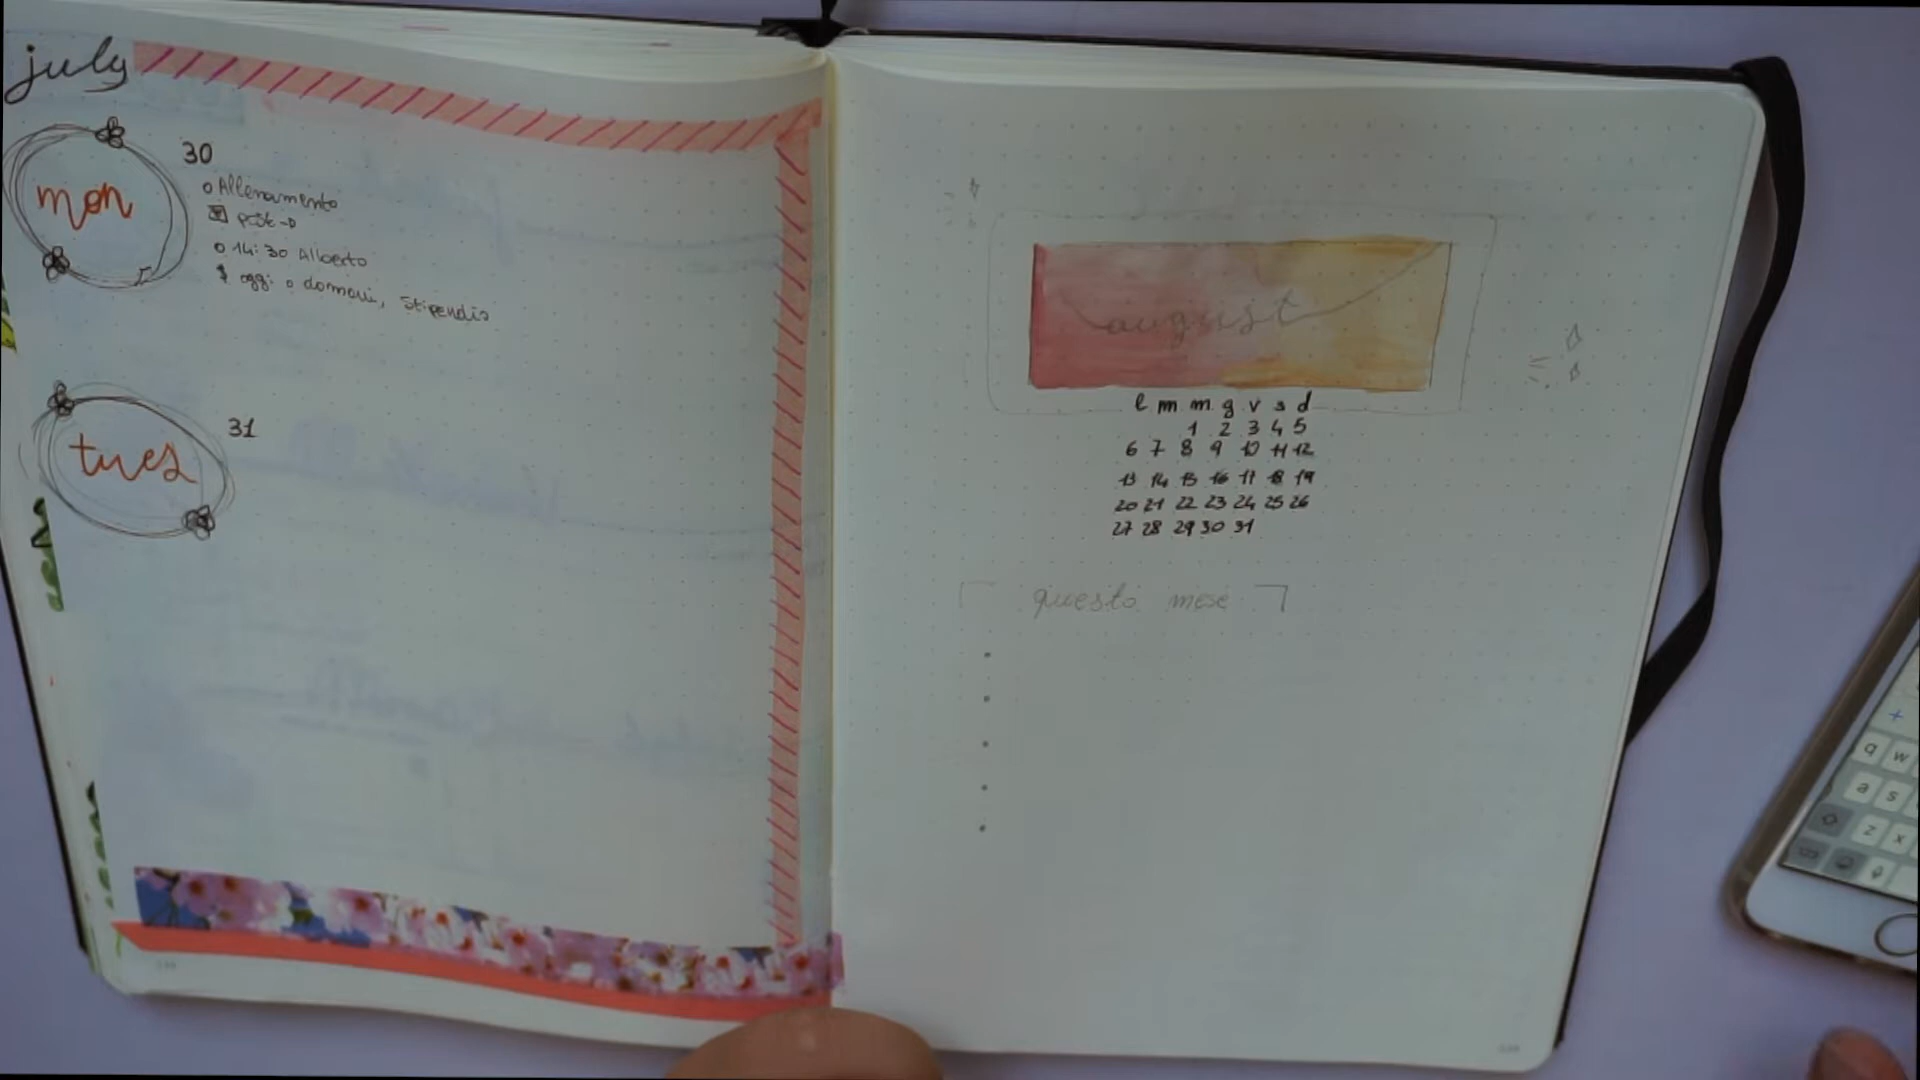 july
mon
30
o Allenamento
o 14:30 Alberto
oggi o domani, stipendio
tues
31
august
l m m g v s d
1 2 3 4 5
6 7 8 9 10 11 12
13 14 15 16 17 18 19
20 21 22 23 24 25 26
27 28 29 30 31
questo mese
q w
a s
z x